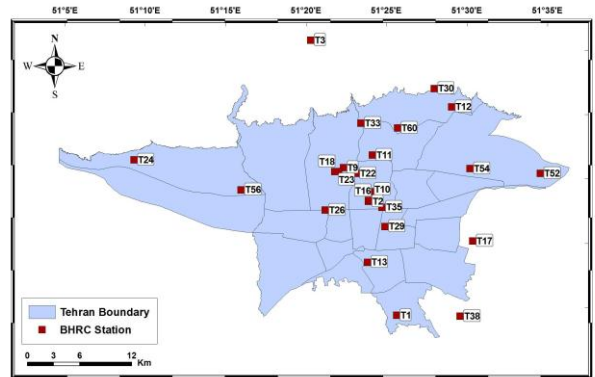 51°5'E 51°10'E 51°15'E 51°20'E 51°25'E 51°30'E 51°35'E
N
W E
S
T3
T30
T12
T33
T60
T11
T18
T9
T24
T54
T22
T52
T23
T56
T16 T10
T2
T35
T26
T29
T17
T13
T1
T38
Tehran Boundary
BHRC Station
0 3 6 12
Km